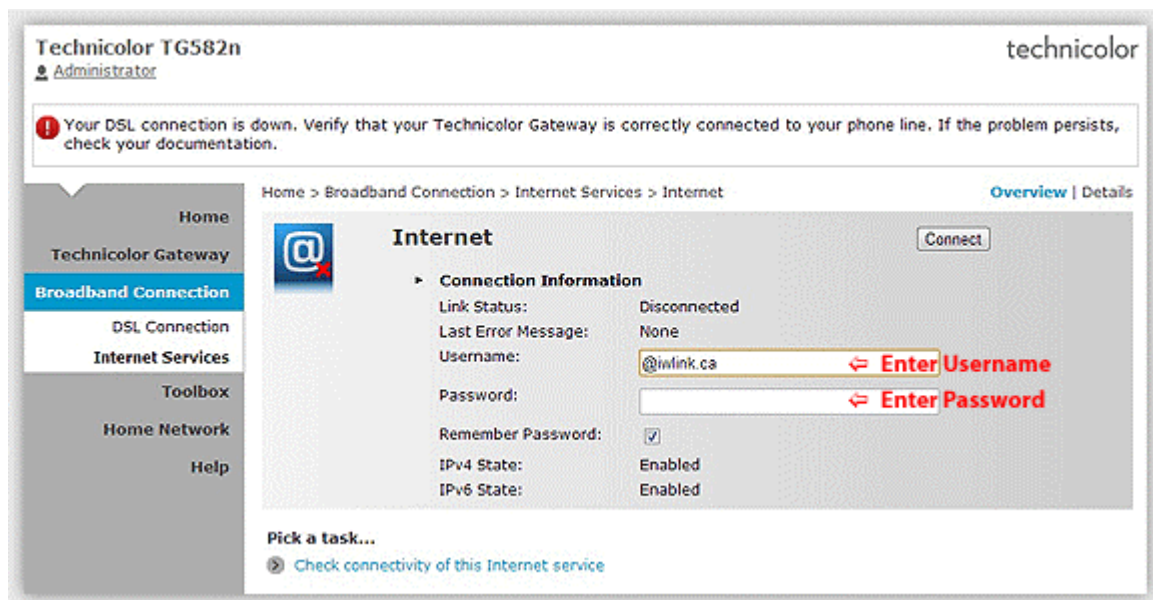 Technicolor TG582n
technicolor
Administrator
Your DSL connection is down. Verify that your Technicolor Gateway is correctly connected to your phone line. If the problem persists,
check your documentation.
Home > Broadband Connection > Internet Services > Internet
Overview | Details
Home
Technicolor Gateway
Broadband Connection
DSL Connection
Internet Services
Toolbox
Home Network
Help
@
Internet
Connect
Connection Information
Link Status: Disconnected
Last Error Message: None
Username: @iwlink.ca Enter Username
Password: Enter Password
Remember Password:
IPv4 State: Enabled
IPv6 State: Enabled
Pick a task...
Check connectivity of this Internet service